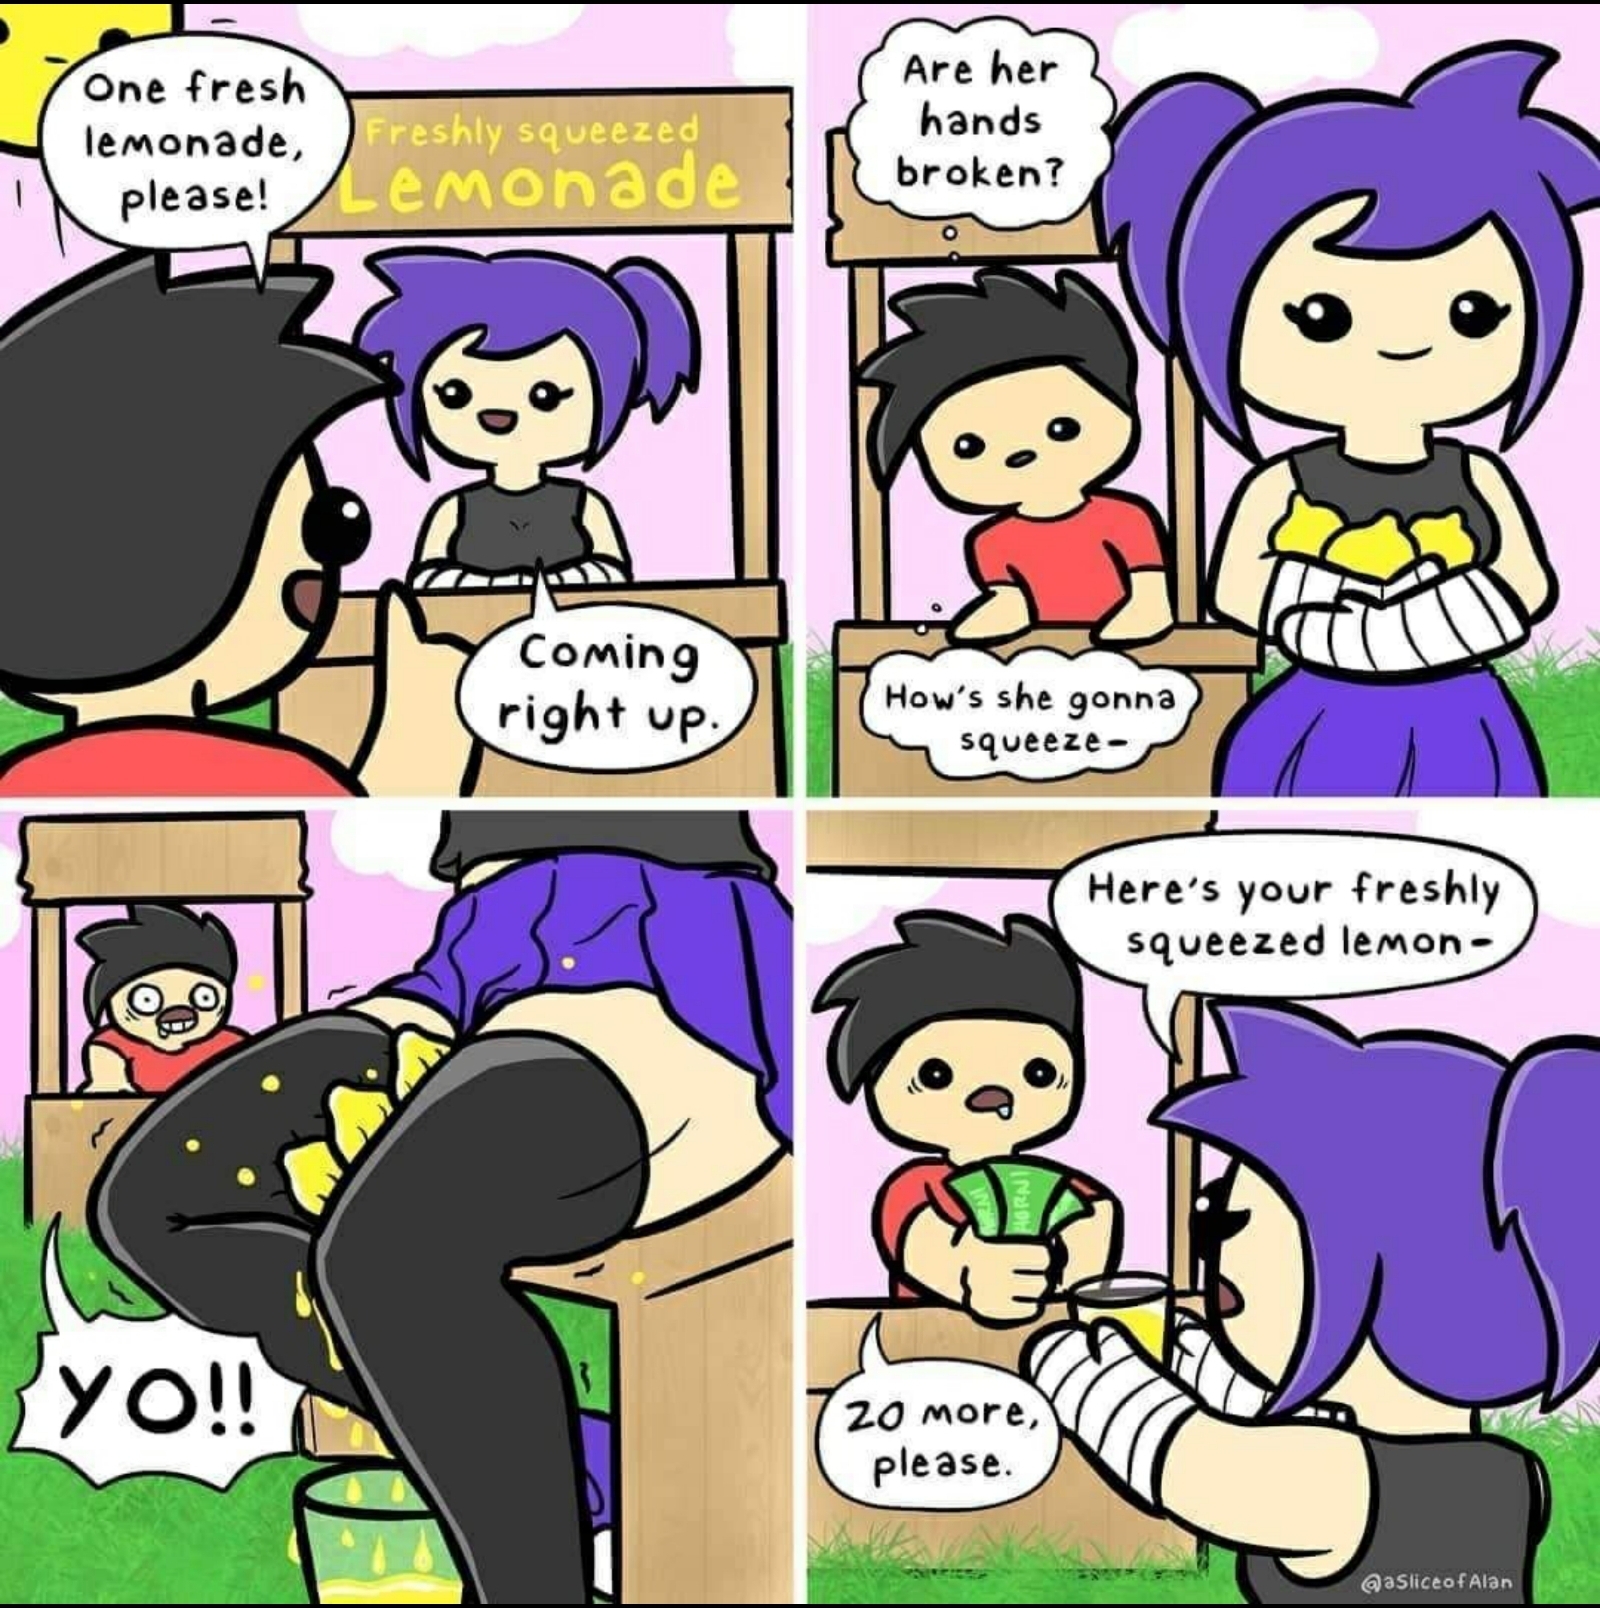 One fresh
lemonade,
please!
Freshly squeezed
Lemonade
Coming
right up.
Are her
hands
broken?
How's she gonna
squeeze-
YO!!
Here's your freshly
squeezed lemon-
HORNI
20 more,
please.
@aSliceofAlan